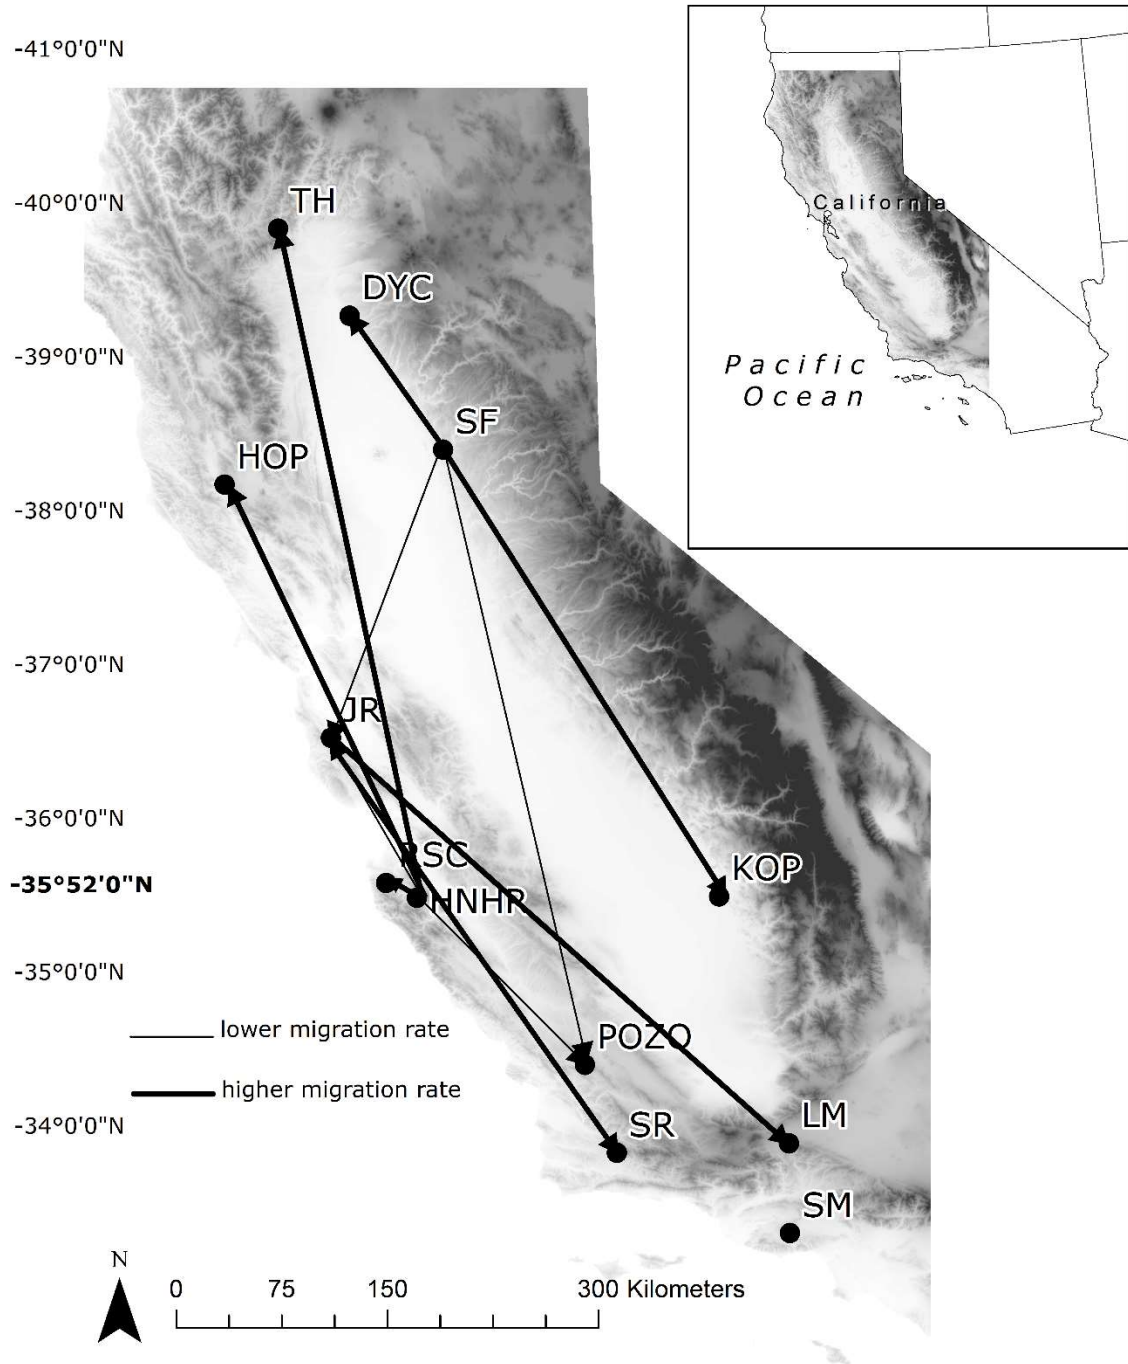 -41°0'0"N
-40°0'0"N
-39°0'0"N
-38°0'0"N
-37°0'0"N
-36°0'0"N
-35°52'0"N
-35°0'0"N
-34°0'0"N
TH
DYC
SF
HOP
JR
HNHP
KOP
POZO
SR
LM
SM
lower migration rate
higher migration rate
N
0 75 150 300 Kilometers
California
Pacific
Ocean